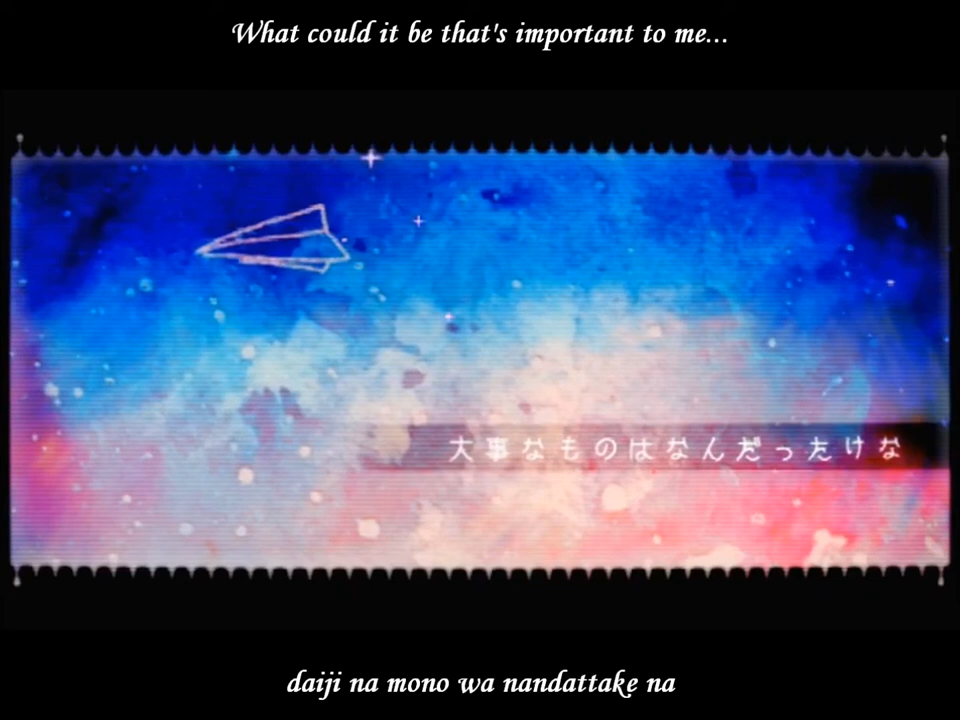 What could it be that's important to me...
大事なものはなんだったけな
daiji na mono wa nandattake na